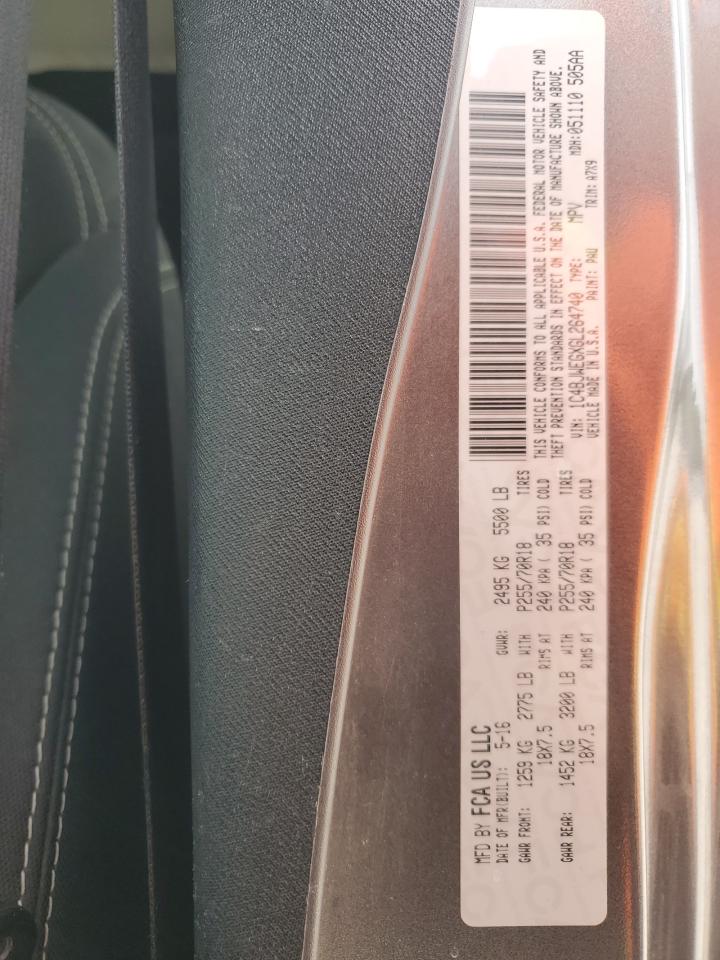 MFD BY FCA US LLC
DATE OF MFR(BUILT): 5-16 GVWR: 2495 KG 5500 LB
GAWR FRONT: 1259 KG 2775 LB WITH P255/70R18 TIRES
18X7.5 RIMS AT 240 KPA ( 35 PSI) COLD
GAWR REAR: 1452 KG 3200 LB WITH P255/70R18 TIRES
18X7.5 RIMS AT 240 KPA ( 35 PSI) COLD
THIS VEHICLE CONFORMS TO ALL APPLICABLE U.S.A. FEDERAL MOTOR VEHICLE SAFETY AND
THEFT PREVENTION STANDARDS IN EFFECT ON THE DATE OF MANUFACTURE SHOWN ABOVE.
VIN: 1C4BJWEGXGL264740 TYPE: MPV MDH:051110 505AA
VEHICLE MADE IN U.S.A. PAINT: PAU TRIM: A7X9